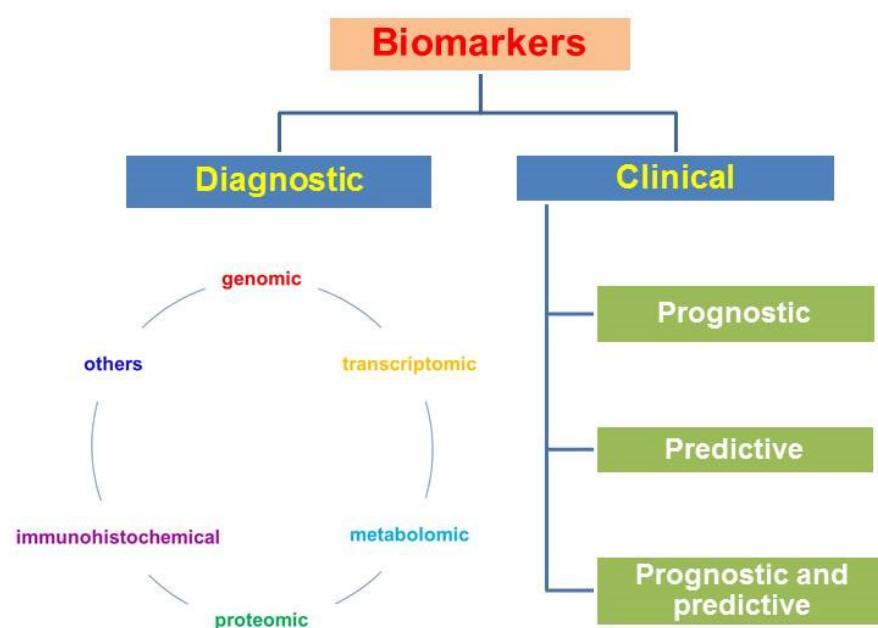 Biomarkers
Diagnostic
Clinical
genomic
transcriptomic
metabolomic
proteomic
immunohistochemical
others
Prognostic
Predictive
Prognostic and
predictive